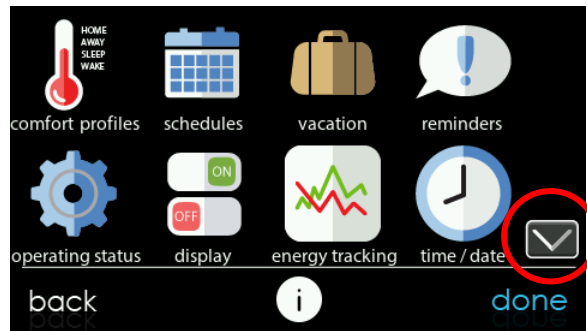 HOME
AWAY
SLEEP
WAKE
comfort profiles
schedules
vacation
reminders
ON
OFF
operating status
display
energy tracking
time / date
back
i
done